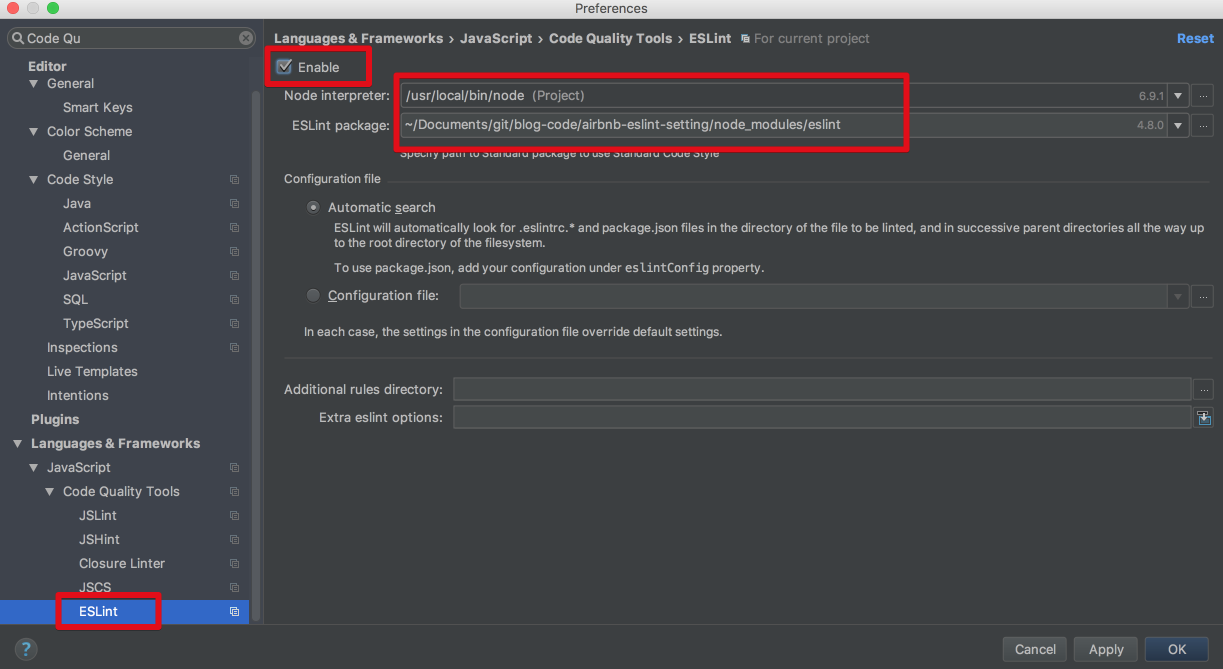 Preferences
Code Qu
Editor
General
Smart Keys
Color Scheme
General
Code Style
Java
ActionScript
Groovy
JavaScript
SQL
TypeScript
Inspections
Live Templates
Intentions
Plugins
Languages & Frameworks
JavaScript
Code Quality Tools
JSLint
JSHint
Closure Linter
JSCS
ESLint
?
Languages & Frameworks › JavaScript › Code Quality Tools › ESLint For current project Reset
Enable
Node interpreter: /usr/local/bin/node (Project) 6.9.1 ...
ESLint package: ~/Documents/git/blog-code/airbnb-eslint-setting/node_modules/eslint 4.8.0 ...
Specify path to Standard package to use Standard Code Style
Configuration file
Automatic search
ESLint will automatically look for .eslintrc.* and package.json files in the directory of the file to be linted, and in successive parent directories all the way up
to the root directory of the filesystem.
To use package.json, add your configuration under eslintConfig property.
Configuration file: ...
In each case, the settings in the configuration file override default settings.
Additional rules directory: ...
Extra eslint options:
Cancel Apply OK